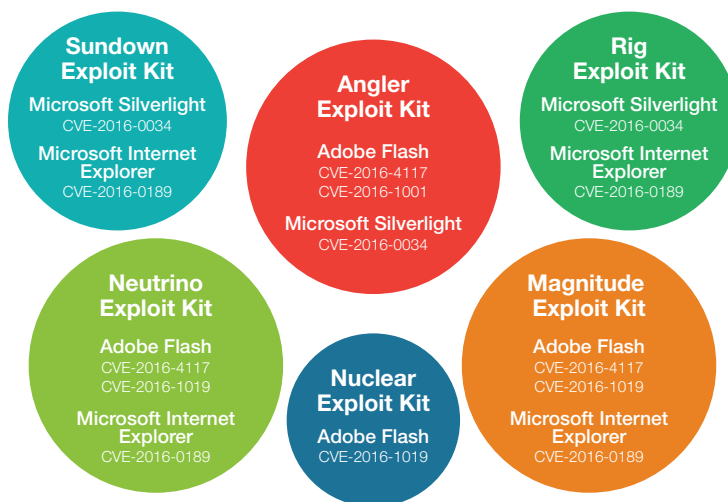 Sundown
Exploit Kit
Microsoft Silverlight
CVE-2016-0034
Microsoft Internet
Explorer
CVE-2016-0189
Angler
Exploit Kit
Adobe Flash
CVE-2016-4117
CVE-2016-1001
Microsoft Silverlight
CVE-2016-0034
Rig
Exploit Kit
Microsoft Silverlight
CVE-2016-0034
Microsoft Internet
Explorer
CVE-2016-0189
Neutrino
Exploit Kit
Adobe Flash
CVE-2016-4117
CVE-2016-1019
Microsoft Internet
Explorer
CVE-2016-0189
Nuclear
Exploit Kit
Adobe Flash
CVE-2016-1019
Magnitude
Exploit Kit
Adobe Flash
CVE-2016-4117
CVE-2016-1019
Microsoft Internet
Explorer
CVE-2016-0189